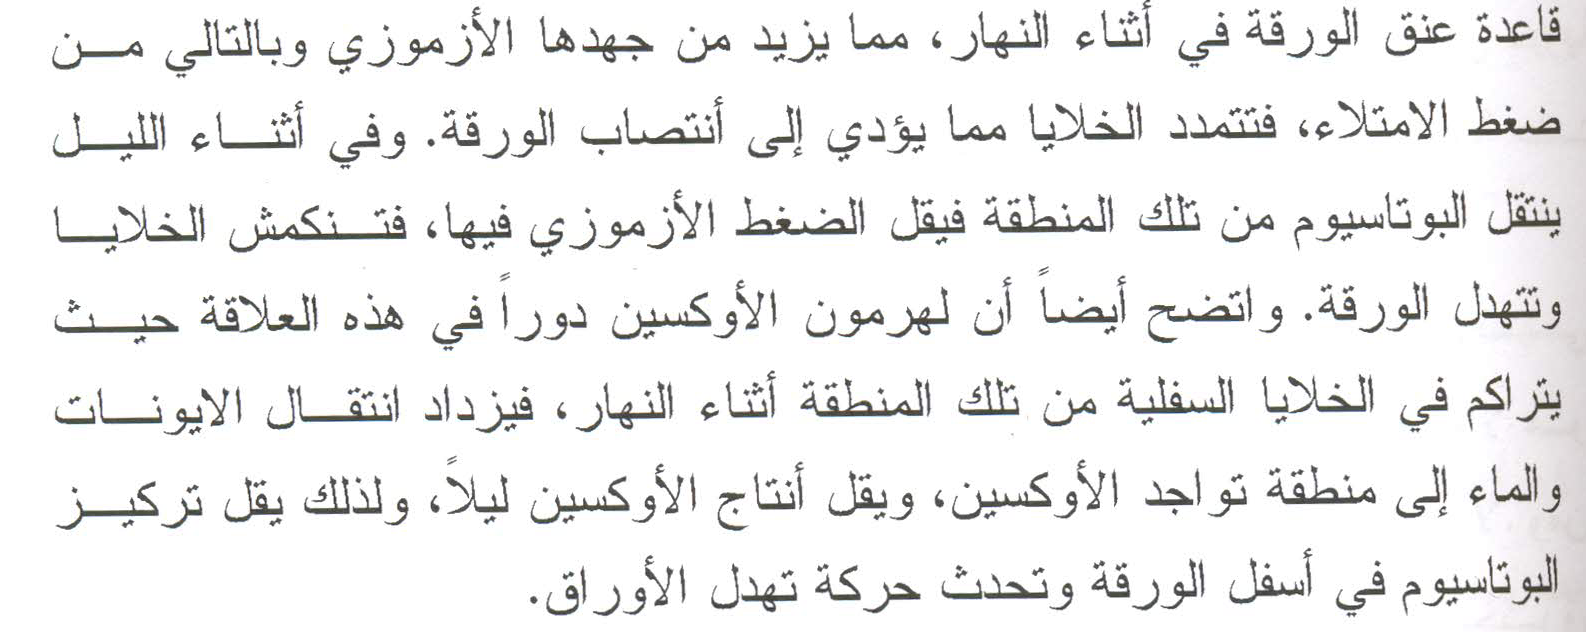 قاعدة عنق الورقة في أثناء النهار، مما يزيد من جهدها الأزموزي وبالتالي من
ضغط الامتلاء، فتتمدد الخلايا مما يؤدي إلى أنتصاب الورقة. وفي أثناء الليل
ينتقل البوتاسيوم من تلك المنطقة فيقل الضغط الأزموزي فيها، فتنكمش الخلايا
وتتهدل الورقة. واتضح أيضاً أن لهرمون الأوكسين دوراً في هذه العلاقة حيث
يتراكم في الخلايا السفلية من تلك المنطقة أثناء النهار، فيزداد انتقال الايونات
والماء إلى منطقة تواجد الأوكسين، ويقل أنتاج الأوكسين ليلاً، ولذلك يقل تركيز
البوتاسيوم في أسفل الورقة وتحدث حركة تهدل الأوراق.